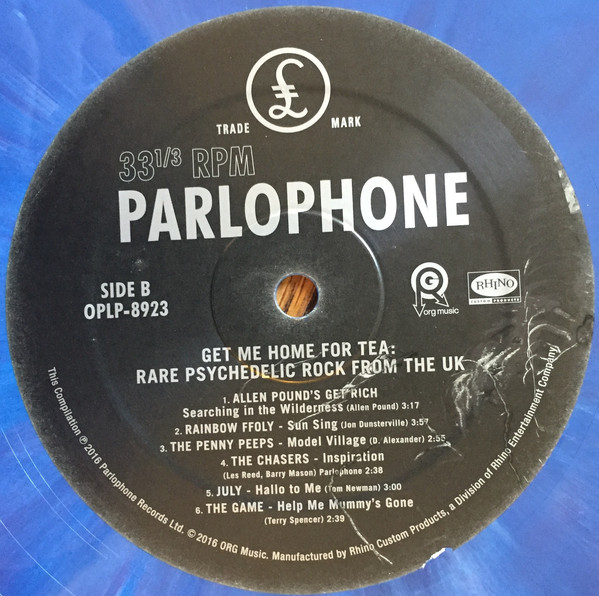 £
TRADE MARK
33 1/3 RPM
PARLOPHONE
SIDE B
OPLP-8923
GR
org music
RHINO
CUSTOM PRODUCTS
GET ME HOME FOR TEA:
RARE PSYCHEDELIC ROCK FROM THE UK
1. ALLEN POUND'S GET RICH
Searching in the Wilderness (Allen Pound) 3:17
2. RAINBOW FFOLY - Sun Sing (Jon Dunsterville) 3:57
3. THE PENNY PEEPS - Model Village (D. Alexander) 2:55
4. THE CHASERS - Inspiration
(Les Reed, Barry Mason) Parlophone 2:38
5. JULY - Hallo to Me (Tom Newman) 3:00
6. THE GAME - Help Me Mummy's Gone
(Terry Spencer) 2:39
This Compilation ℗ 2016 Parlophone Records Ltd. © 2016 ORG Music. Manufactured by Rhino Custom Products, a Division of Rhino Entertainment Company